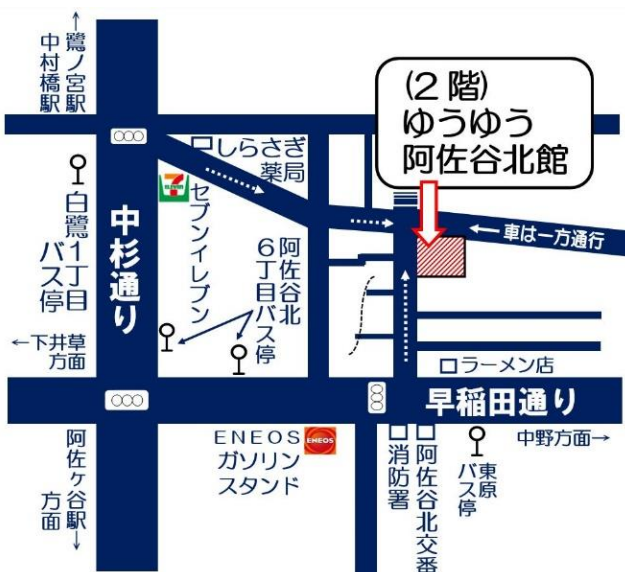 ↑鷺ノ宮駅
中村橋駅
(2階)
ゆうゆう
阿佐谷北館
しらさぎ
薬局
7
ELEVEN
セブンイレブン
白鷺1丁目
バス停
中杉通り
阿佐谷北
6丁目バス停
←車は一方通行
←下井草
方面
ラーメン店
早稲田通り
中野方面→
ENEOS
ガソリン
スタンド
ENEOS
消防署
阿佐谷北交番
東原
バス停
阿佐ヶ谷駅
方面→